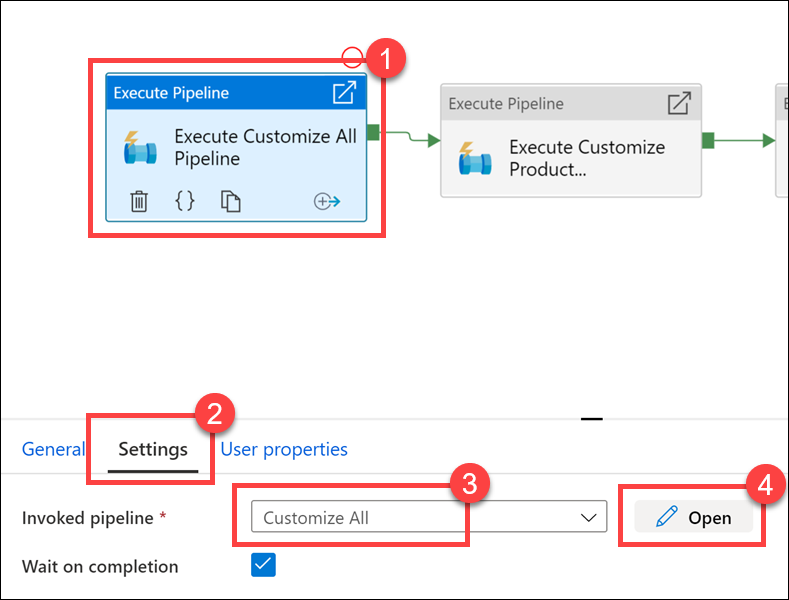 1
Execute Pipeline
Execute Customize All
Pipeline
{}
Execute Pipeline
Execute Customize
Product...
2
General
Settings
User properties
3
4
Invoked pipeline *
Customize All
Open
Wait on completion